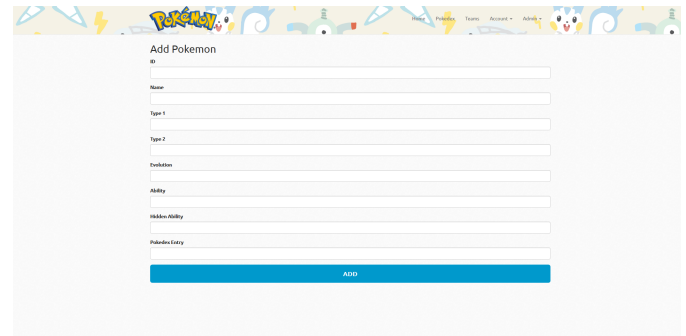 Pokémon
Home Pokedex Teams Account Admin
Add Pokemon
ID
Name
Type 1
Type 2
Evolution
Ability
Hidden Ability
Pokedex Entry
ADD